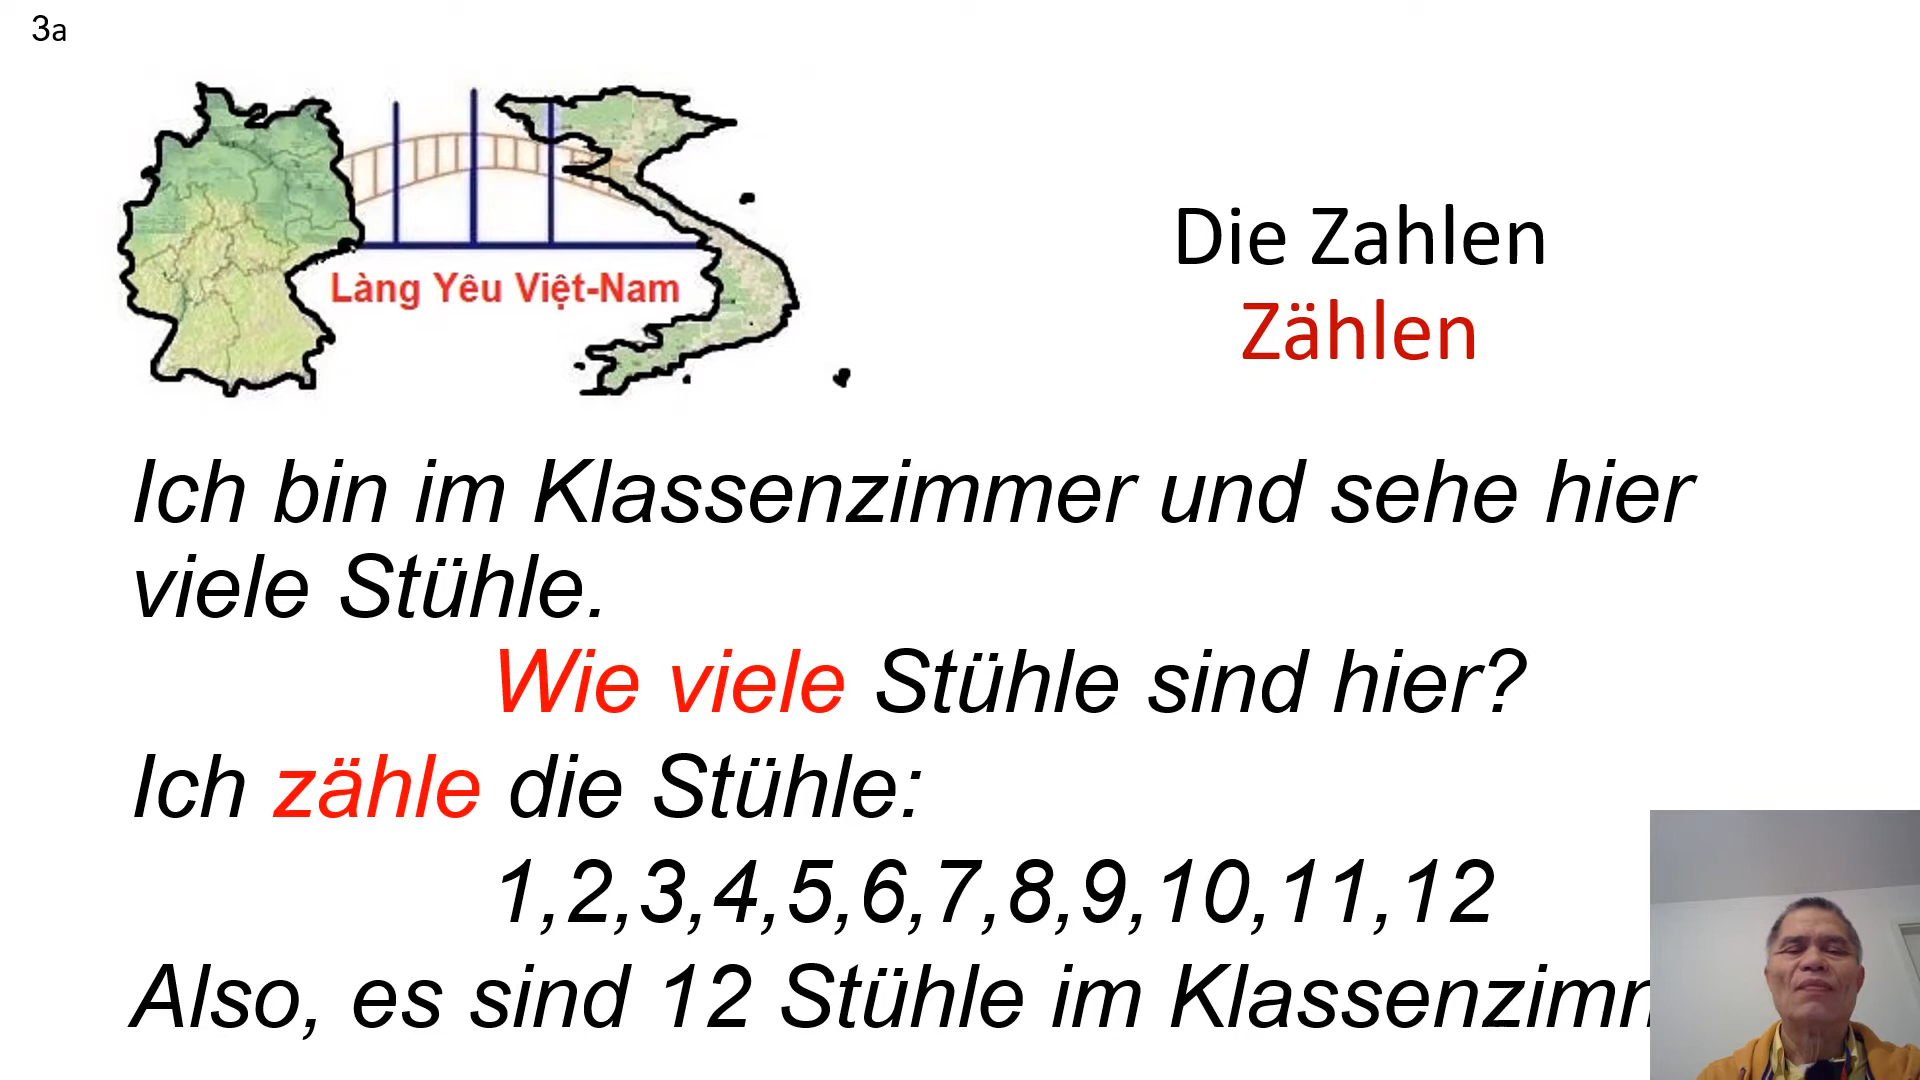 3a
Làng Yêu Việt-Nam
Die Zahlen
Zählen
Ich bin im Klassenzimmer und sehe hier
viele Stühle.
Wie viele Stühle sind hier?
Ich zähle die Stühle:
1,2,3,4,5,6,7,8,9,10,11,12
Also, es sind 12 Stühle im